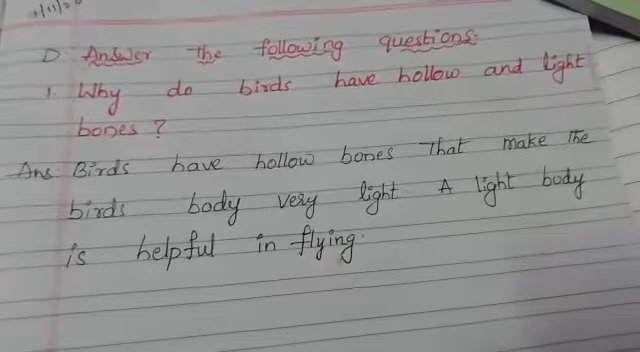 D. Answer the following questions:
1. Why do birds have hollow and light
bones ?
Ans. Birds have hollow bones that make the
birds body very light. A light body
is helpful in flying.